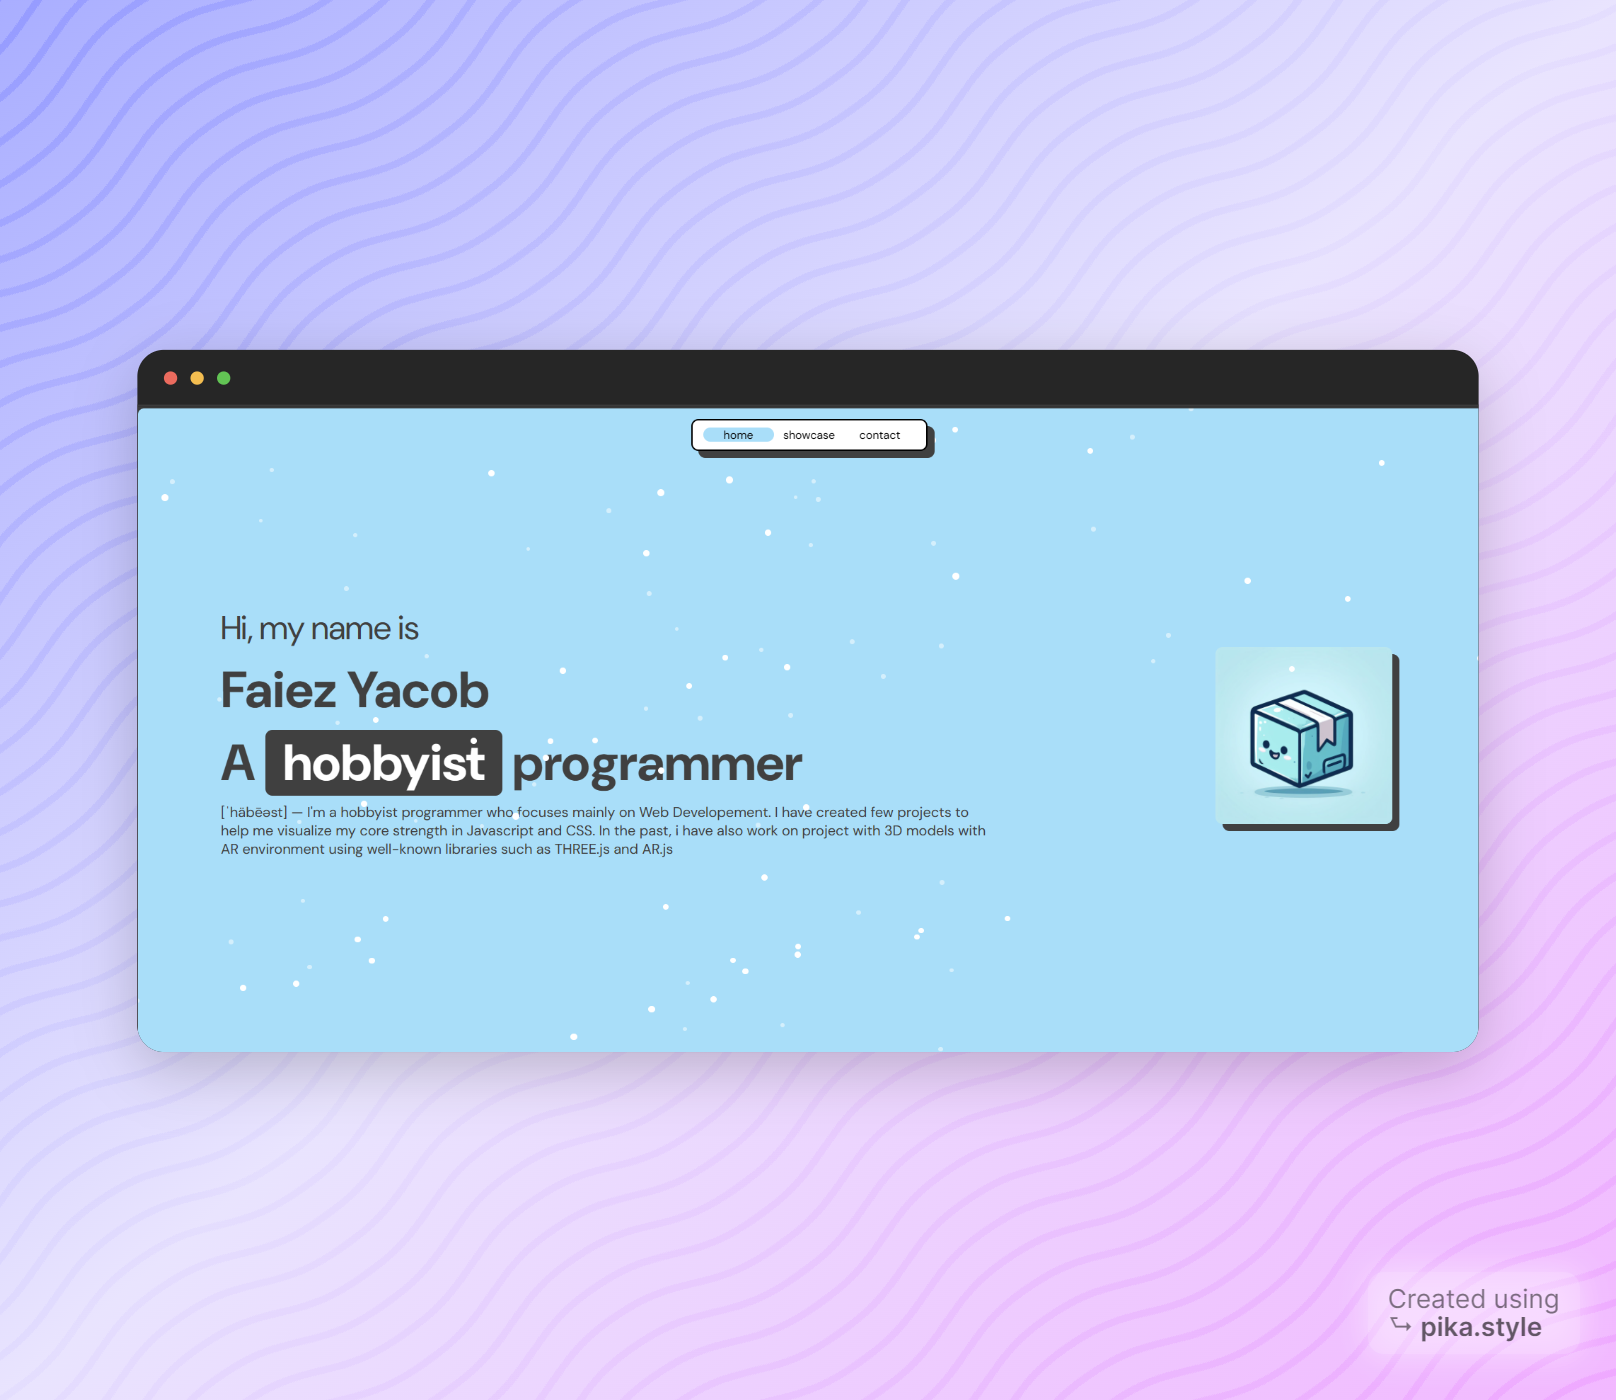 home showcase contact
Hi, my name is
Faiez Yacob
A hobbyist programmer
[ˈhäbēəst] — I'm a hobbyist programmer who focuses mainly on Web Developement. I have created few projects to
help me visualize my core strength in Javascript and CSS. In the past, i have also work on project with 3D models with
AR environment using well-known libraries such as THREE.js and AR.js
Created using
pika.style